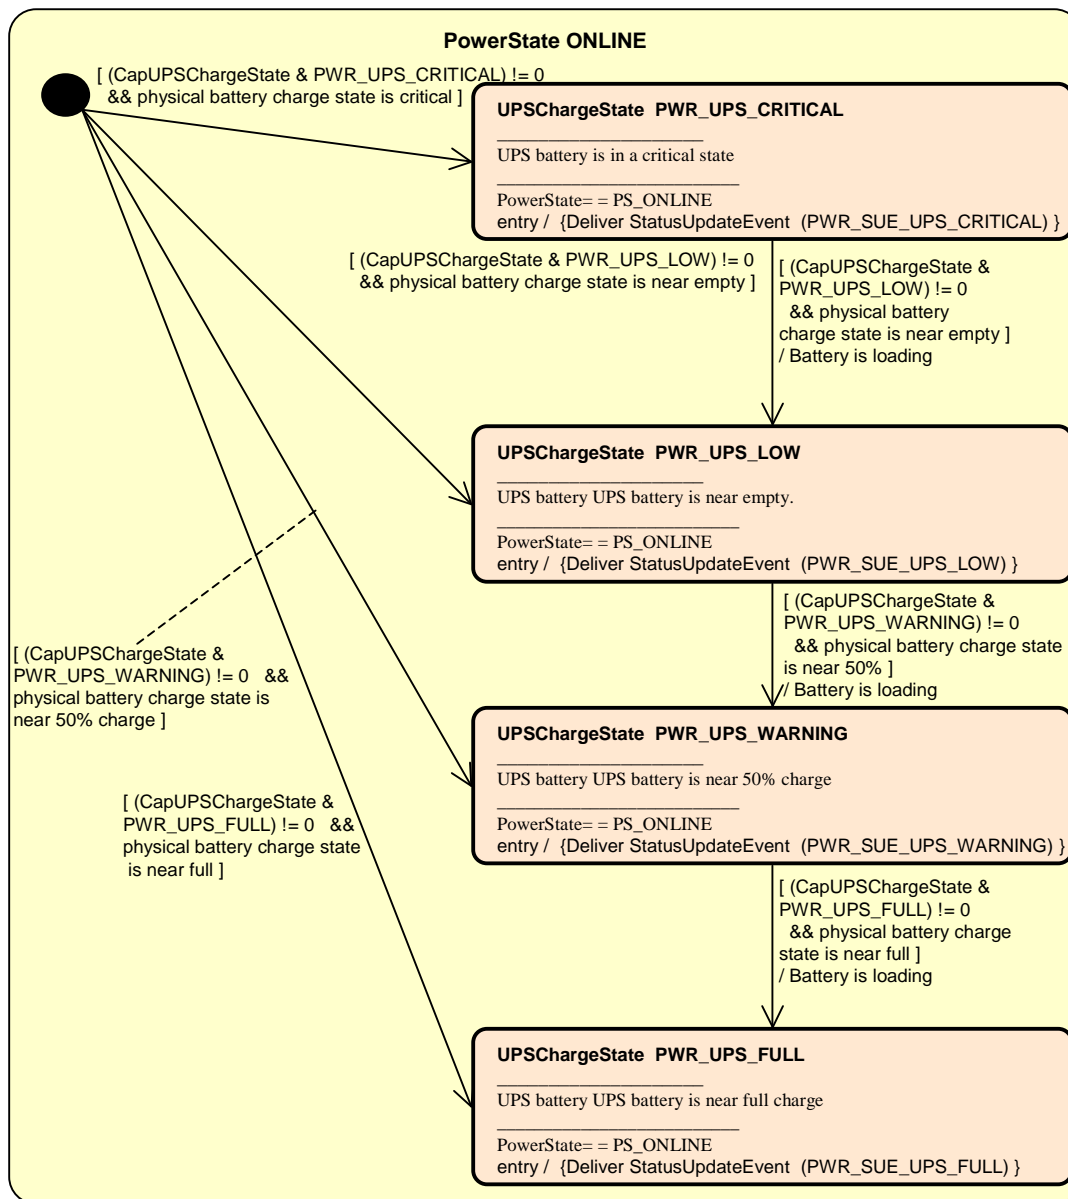 PowerState ONLINE
[ (CapUPSChargeState & PWR_UPS_CRITICAL) != 0
&& physical battery charge state is critical ]
UPSChargeState PWR_UPS_CRITICAL
UPS battery is in a critical state
PowerState= = PS_ONLINE
entry / {Deliver StatusUpdateEvent (PWR_SUE_UPS_CRITICAL) }
[ (CapUPSChargeState & PWR_UPS_LOW) != 0
&& physical battery charge state is near empty ]
[ (CapUPSChargeState &
PWR_UPS_LOW) != 0
&& physical battery
charge state is near empty ]
/ Battery is loading
UPSChargeState PWR_UPS_LOW
UPS battery UPS battery is near empty.
PowerState= = PS_ONLINE
entry / {Deliver StatusUpdateEvent (PWR_SUE_UPS_LOW) }
[ (CapUPSChargeState &
PWR_UPS_WARNING) != 0
&& physical battery charge state
is near 50% ]
/ Battery is loading
[ (CapUPSChargeState &
PWR_UPS_WARNING) != 0 &&
physical battery charge state is
near 50% charge ]
UPSChargeState PWR_UPS_WARNING
UPS battery UPS battery is near 50% charge
PowerState= = PS_ONLINE
entry / {Deliver StatusUpdateEvent (PWR_SUE_UPS_WARNING) }
[ (CapUPSChargeState &
PWR_UPS_FULL) != 0 &&
physical battery charge state
is near full ]
[ (CapUPSChargeState &
PWR_UPS_FULL) != 0
&& physical battery charge
state is near full ]
/ Battery is loading
UPSChargeState PWR_UPS_FULL
UPS battery UPS battery is near full charge
PowerState= = PS_ONLINE
entry / {Deliver StatusUpdateEvent (PWR_SUE_UPS_FULL) }